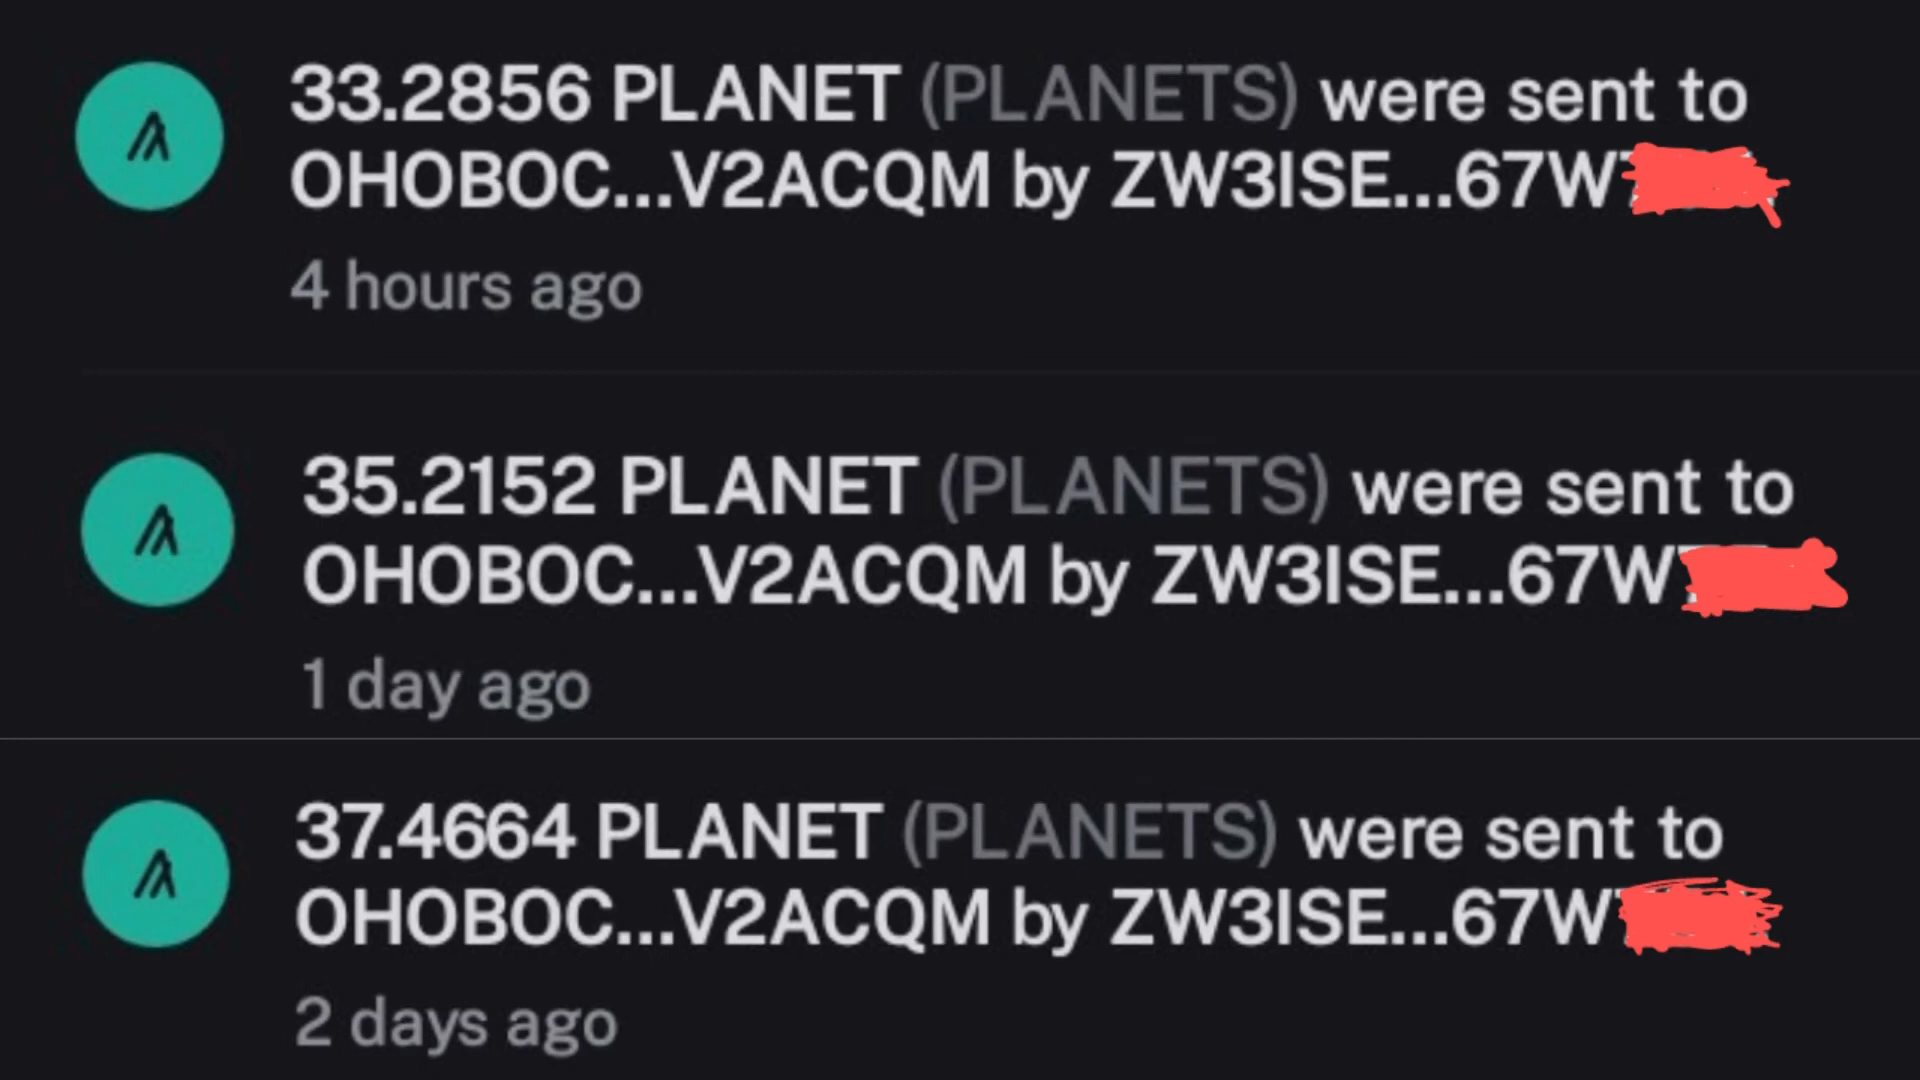 33.2856 PLANET (PLANETS) were sent to
OHOBOC...V2ACQM by ZW3ISE...67W
4 hours ago
35.2152 PLANET (PLANETS) were sent to
OHOBOC...V2ACQM by ZW3ISE...67W
1 day ago
37.4664 PLANET (PLANETS) were sent to
OHOBOC...V2ACQM by ZW3ISE...67W
2 days ago